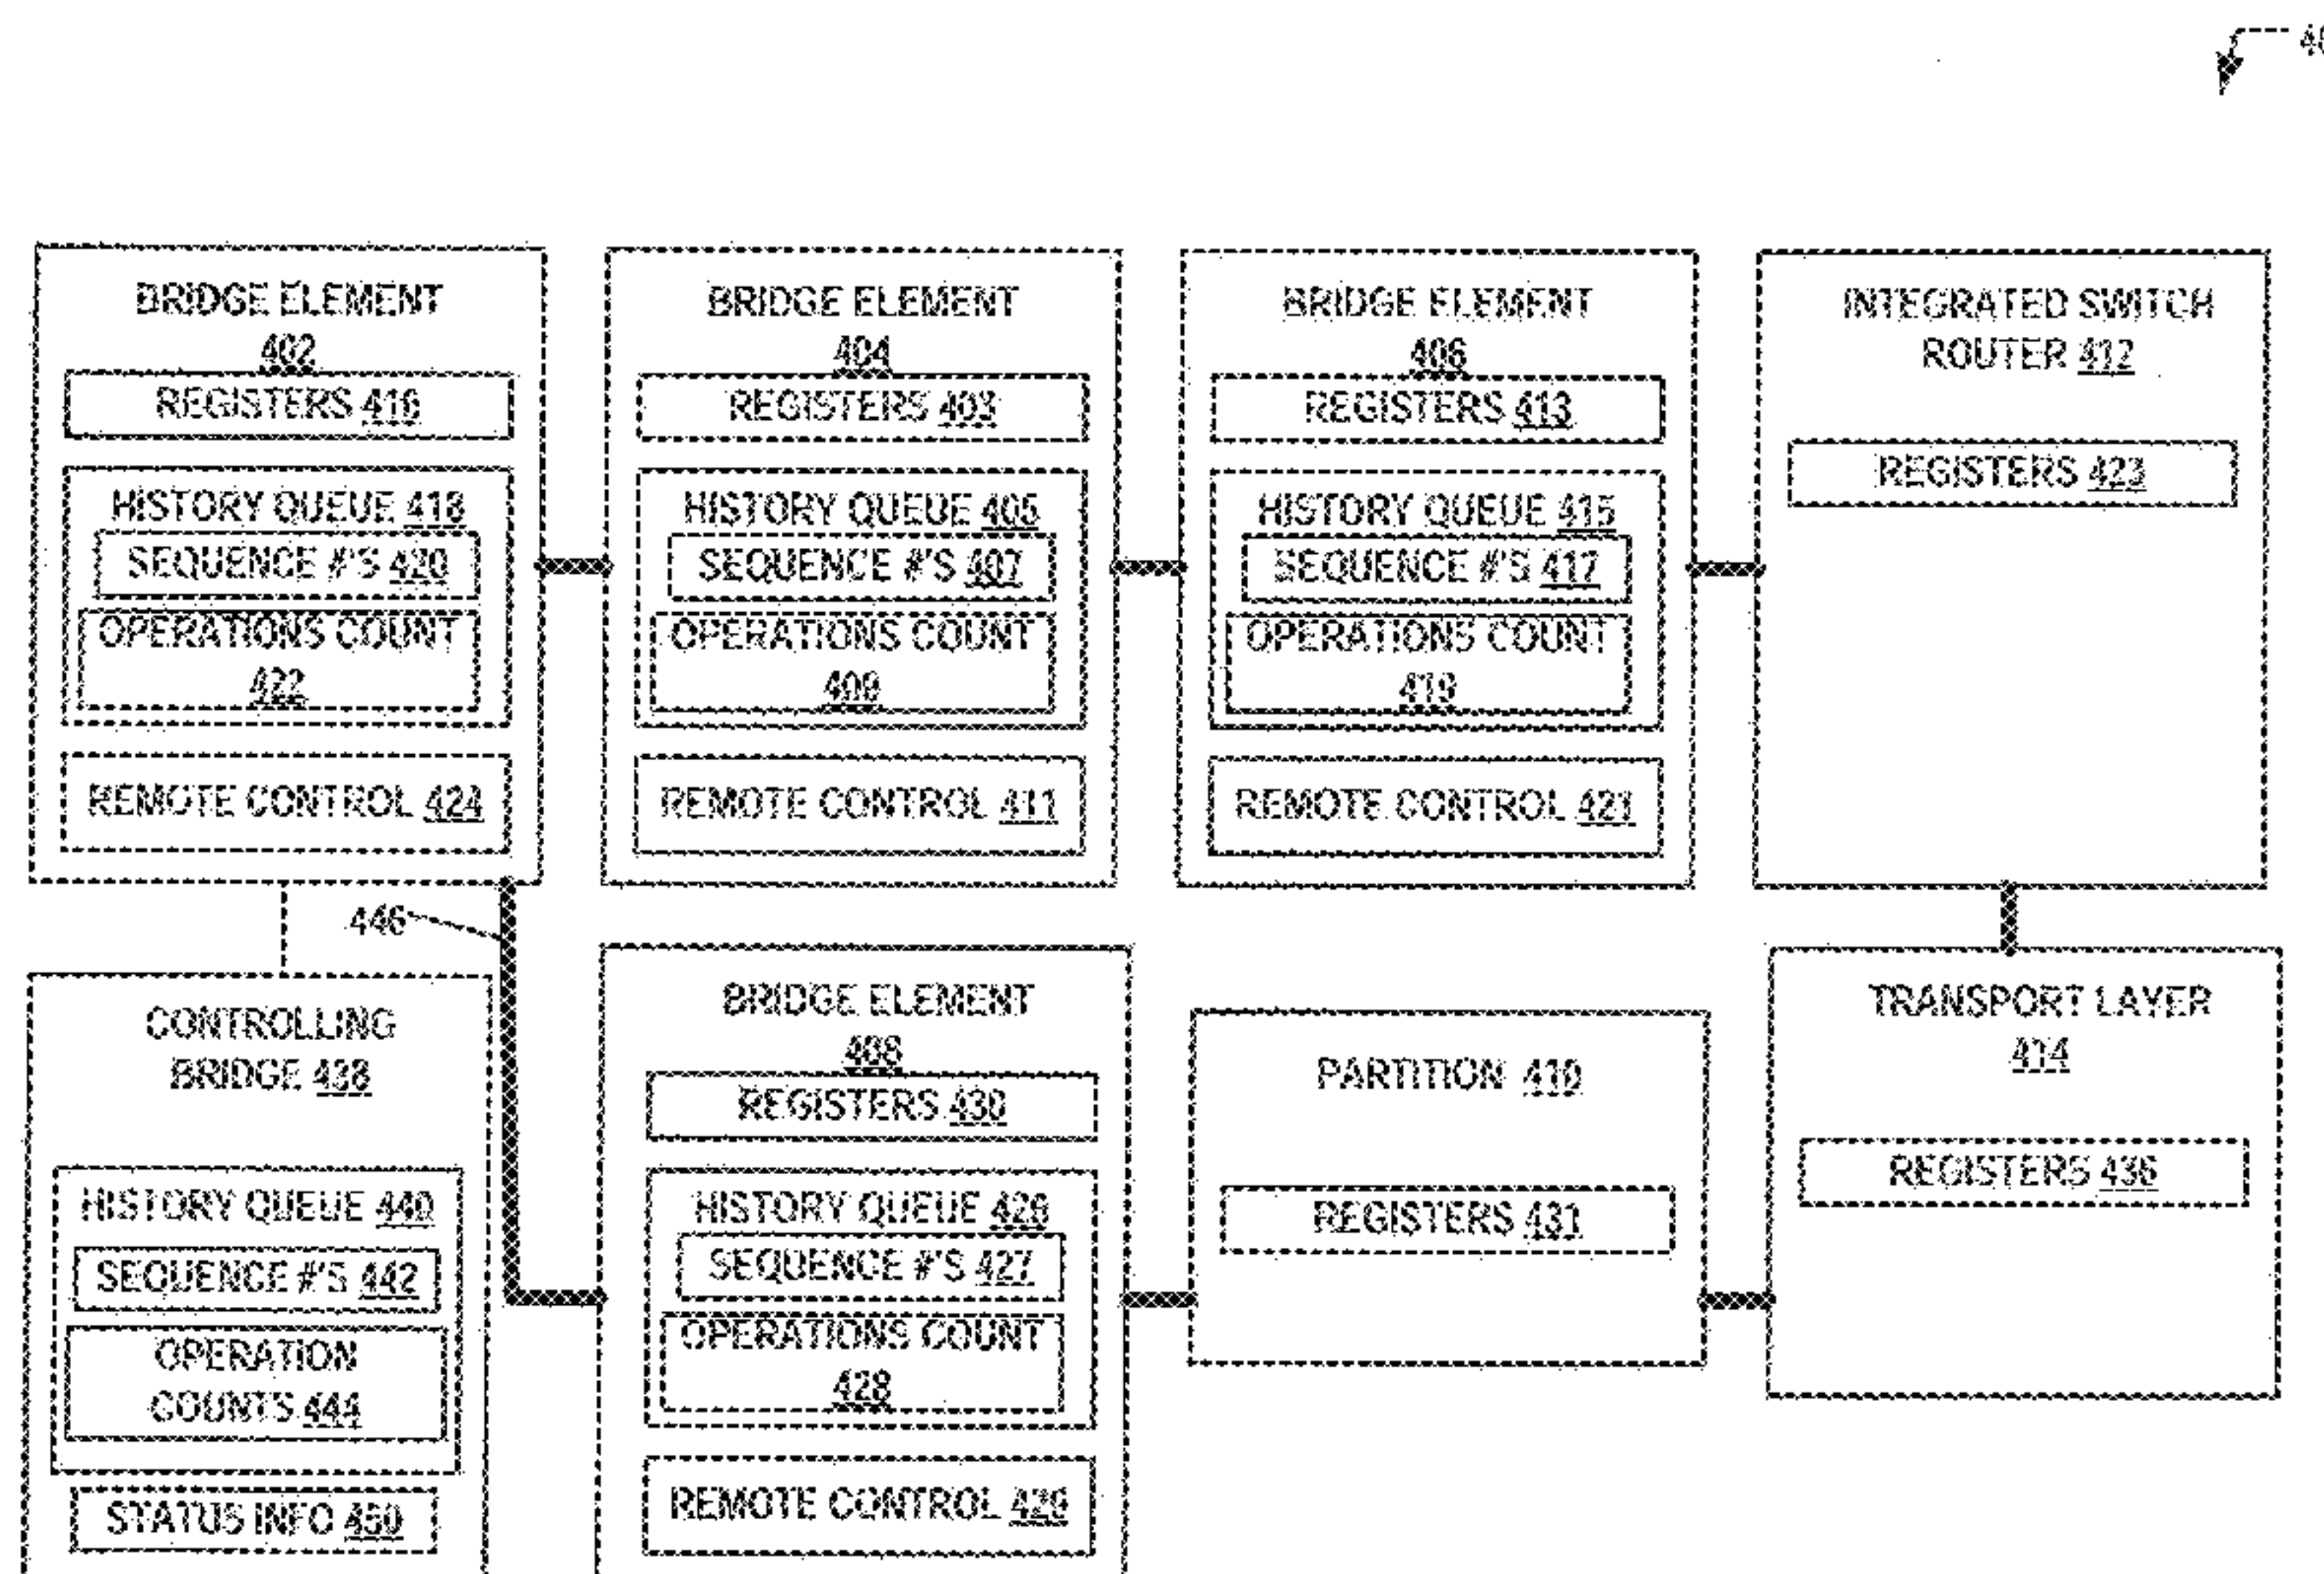 40
BRIDGE ELEMENT
402
REGISTERS 416
HISTORY QUEUE 418
SEQUENCE #'S 420
OPERATIONS COUNT
422
REMOTE CONTROL 424
BRIDGE ELEMENT
404
REGISTERS 403
HISTORY QUEUE 405
SEQUENCE #'S 407
OPERATIONS COUNT
409
REMOTE CONTROL 411
BRIDGE ELEMENT
406
REGISTERS 413
HISTORY QUEUE 415
SEQUENCE #'S 417
OPERATIONS COUNT
419
REMOTE CONTROL 421
INTEGRATED SWITCH
ROUTER 412
REGISTERS 423
446
CONTROLLING
BRIDGE 438
HISTORY QUEUE 440
SEQUENCE #'S 442
OPERATION
COUNTS 444
STATUS INFO 450
BRIDGE ELEMENT
408
REGISTERS 430
HISTORY QUEUE 426
SEQUENCE #'S 427
OPERATIONS COUNT
428
REMOTE CONTROL 429
PARTITION 410
REGISTERS 431
TRANSPORT LAYER
414
REGISTERS 436